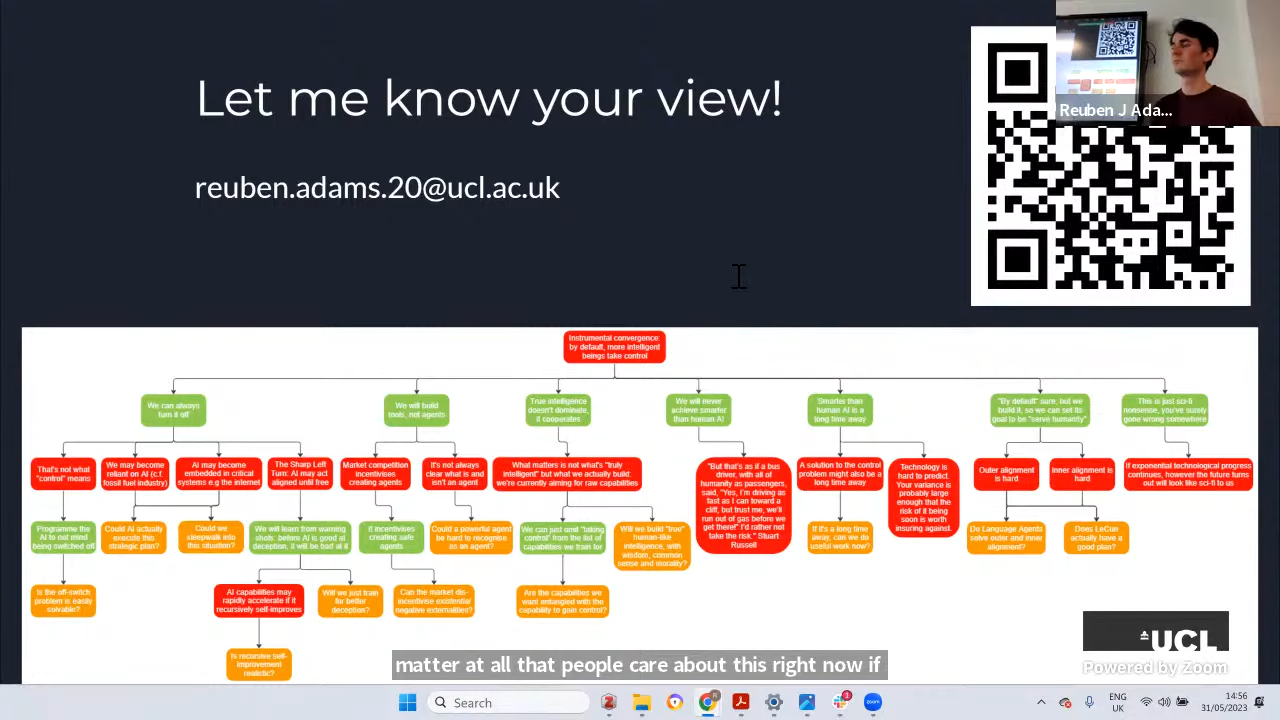 Let me know your view!
Reuben J Ada...
reuben.adams.20@ucl.ac.uk
Instrumental convergence:
by default, more intelligent
beings take control
We can always
turn it off
We will build
tools, not agents
True intelligence
doesn't dominate,
it cooperates
We will never
achieve smarter
than human AI
Smarter than
human AI is a
long time away
"By default" sure, but we
build it, so we can set its
goal to be "serve humanity"
This is just sci-fi
nonsense, you've surely
gone wrong somewhere
That's not what
"control" means
We may become
reliant on AI (c.f.
fossil fuel industry)
AI may become
embedded in critical
systems e.g the internet
The Sharp Left
Turn: AI may act
aligned until free
Market competition
incentivises
creating agents
It's not always
clear what is and
isn't an agent
What matters is not what's "truly
intelligent" but what we actually build:
we're currently aiming for raw capabilities
"But that's as if a bus
driver, with all of
humanity as passengers,
said, "Yes, I'm driving as
fast as I can toward a
cliff, but trust me, we'll
run out of gas before we
get there!" I'd rather not
take the risk." Stuart
Russell
A solution to the control
problem might also be a
long time away
Technology is
hard to predict.
Your variance is
probably large
enough that the
risk of it being
soon is worth
insuring against.
Outer alignment
is hard
Inner alignment is
hard
If exponential technological progress
continues, however the future turns
out will look like sci-fi to us
Programme the
AI to not mind
being switched off
Could AI actually
execute this
strategic plan?
Could we
sleepwalk into
this situation?
We will learn from warning
shots: before AI is good at
deception, it will be bad at it
It incentivises
creating safe
agents
Could a powerful agent
be hard to recognise
as an agent?
We can just omit "taking
control" from the list of
capabilities we train for
Will we build "true"
human-like
intelligence, with
wisdom, common
sense and morality?
If it's a long time
away, can we do
useful work now?
Do Language Agents
solve outer and inner
alignment?
Does LeCun
actually have a
good plan?
Is the off-switch
problem is easily
solvable?
AI capabilities may
rapidly accelerate if it
recursively self-improves
Will we just train
for better
deception?
Can the market dis-
incentivise existential
negative externalities?
Are the capabilities we
want entangled with the
capability to gain control?
Is recursive self-
improvement
realistic?
UCL
Powered by Zoom
matter at all that people care about this right now if
Search
zoom
1
ENG
UK
14:56
31/05/2023